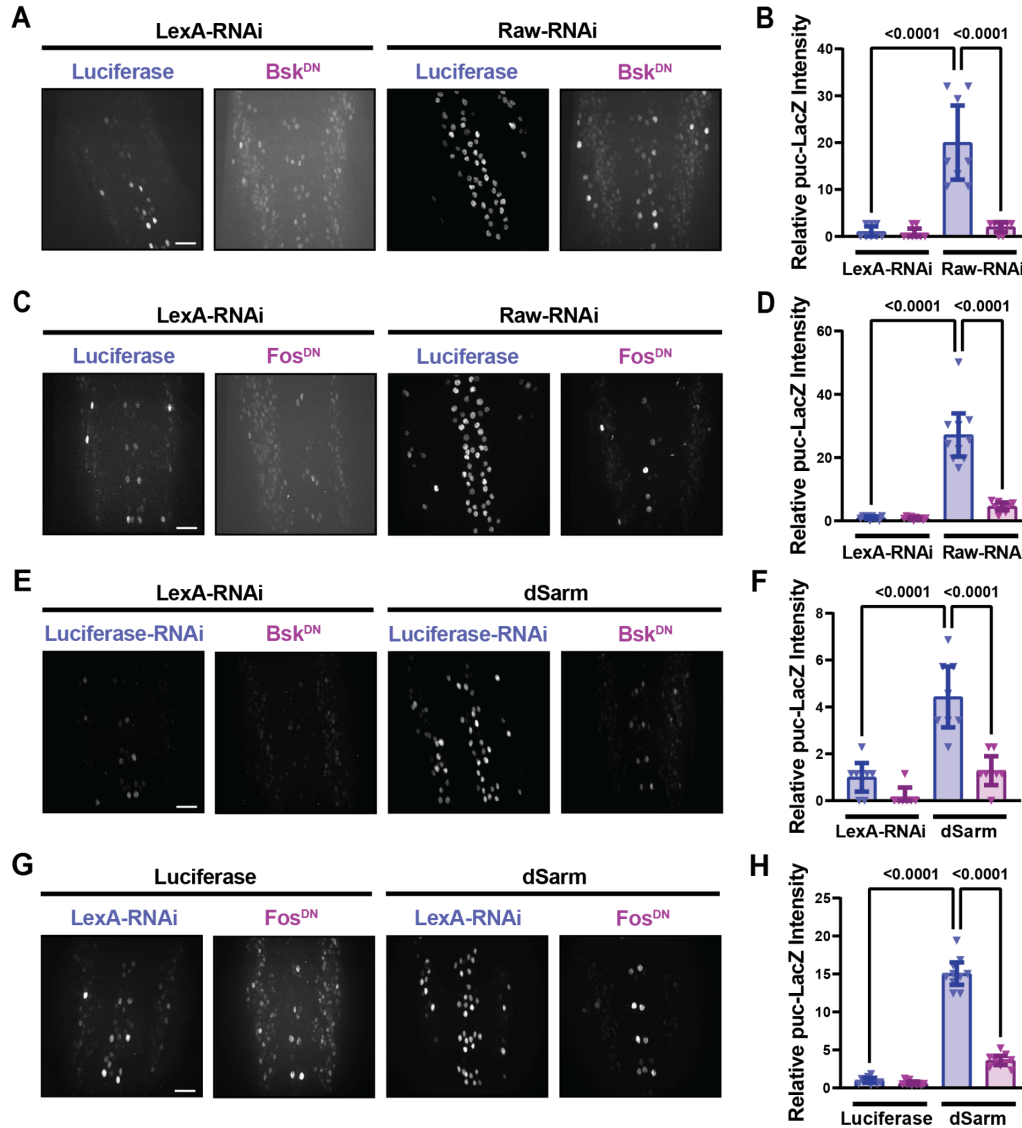 A
LexA-RNAi
Raw-RNAi
Luciferase
Bsk^DN
Luciferase
Bsk^DN
B
<0.0001
<0.0001
Relative puc-LacZ Intensity
40
30
20
10
0
LexA-RNAi
Raw-RNAi
C
LexA-RNAi
Raw-RNAi
Luciferase
Fos^DN
Luciferase
Fos^DN
D
<0.0001
<0.0001
Relative puc-LacZ Intensity
60
40
20
0
LexA-RNAi
Raw-RNA
E
LexA-RNAi
dSarm
Luciferase-RNAi
Bsk^DN
Luciferase-RNAi
Bsk^DN
F
<0.0001
<0.0001
Relative puc-LacZ Intensity
8
6
4
2
0
LexA-RNAi
dSarm
G
Luciferase
dSarm
LexA-RNAi
Fos^DN
LexA-RNAi
Fos^DN
H
<0.0001
<0.0001
Relative puc-LacZ Intensity
25
20
15
10
5
0
Luciferase
dSarm